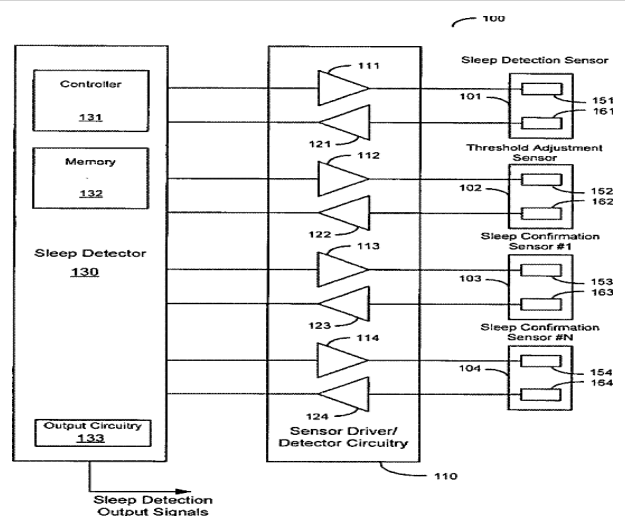 100
Sleep Detection Sensor
Controller
131
111
101
151
161
121
Threshold Adjustment
Sensor
Memory
132
112
102
152
162
122
Sleep Confirmation
Sensor #1
Sleep Detector
130
113
103
153
163
123
Sleep Confirmation
Sensor #N
114
104
154
164
124
Output Circuitry
133
Sensor Driver/
Detector Circuitry
110
Sleep Detection
Output Signals